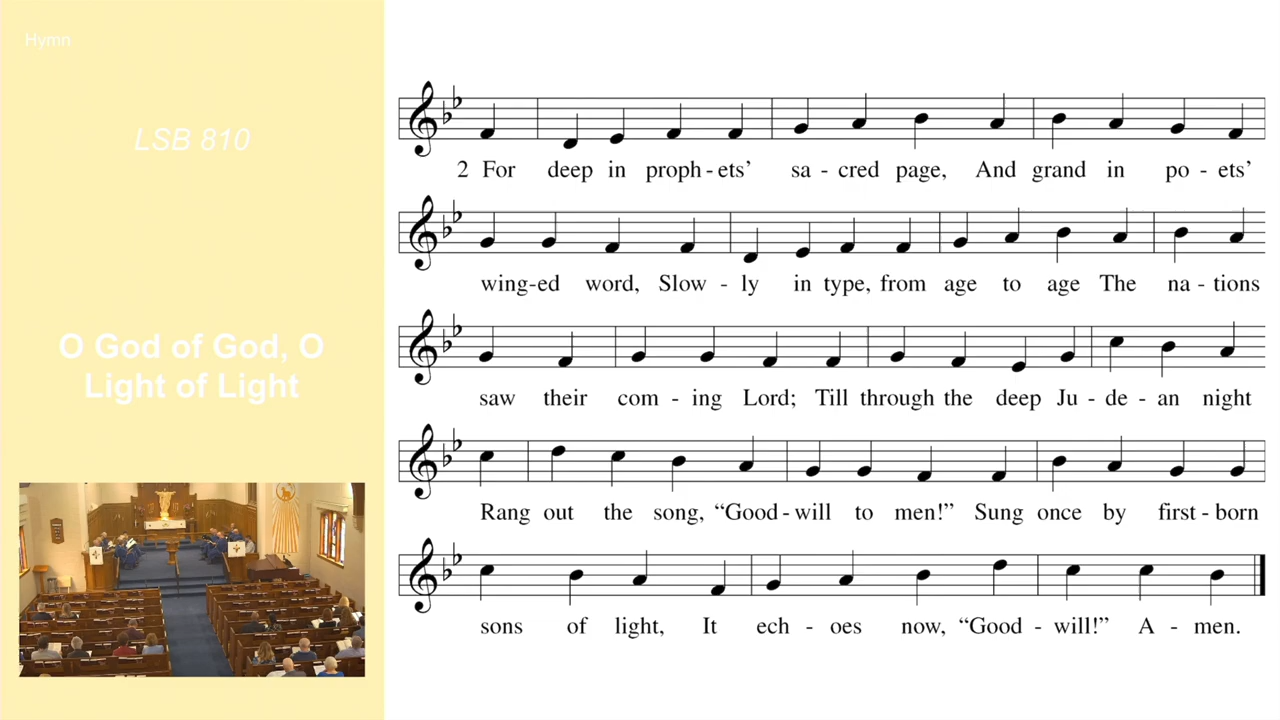 Hymn
LSB 810
O God of God, O
Light of Light
2 For deep in proph - ets’ sa - cred page, And grand in po - ets’
wing - ed word, Slow - ly in type, from age to age The na - tions
saw their com - ing Lord; Till through the deep Ju - de - an night
Rang out the song, “Good - will to men!” Sung once by first - born
sons of light, It ech - oes now, “Good - will!” A - men.